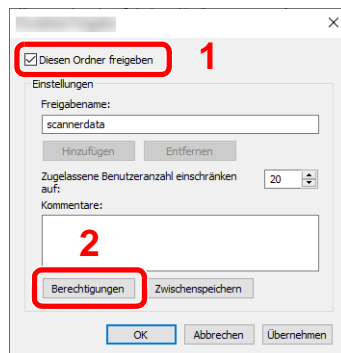 Diesen Ordner freigeben
1
Einstellungen
Freigabename:
scannerdata
Hinzufügen Entfernen
Zugelassene Benutzeranzahl einschränken 20
auf:
Kommentare:
2
Berechtigungen Zwischenspeichern
OK Abbrechen Übernehmen